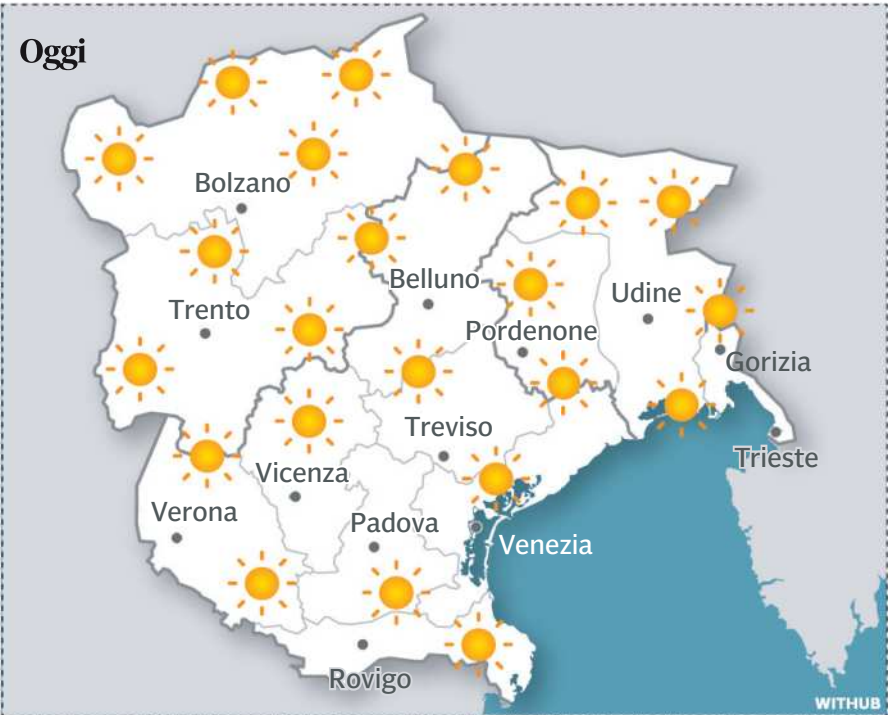 Oggi
Bolzano
Belluno
Udine
Trento
Pordenone
Gorizia
Treviso
Trieste
Vicenza
Verona
Padova
Venezia
Rovigo
WITHUB